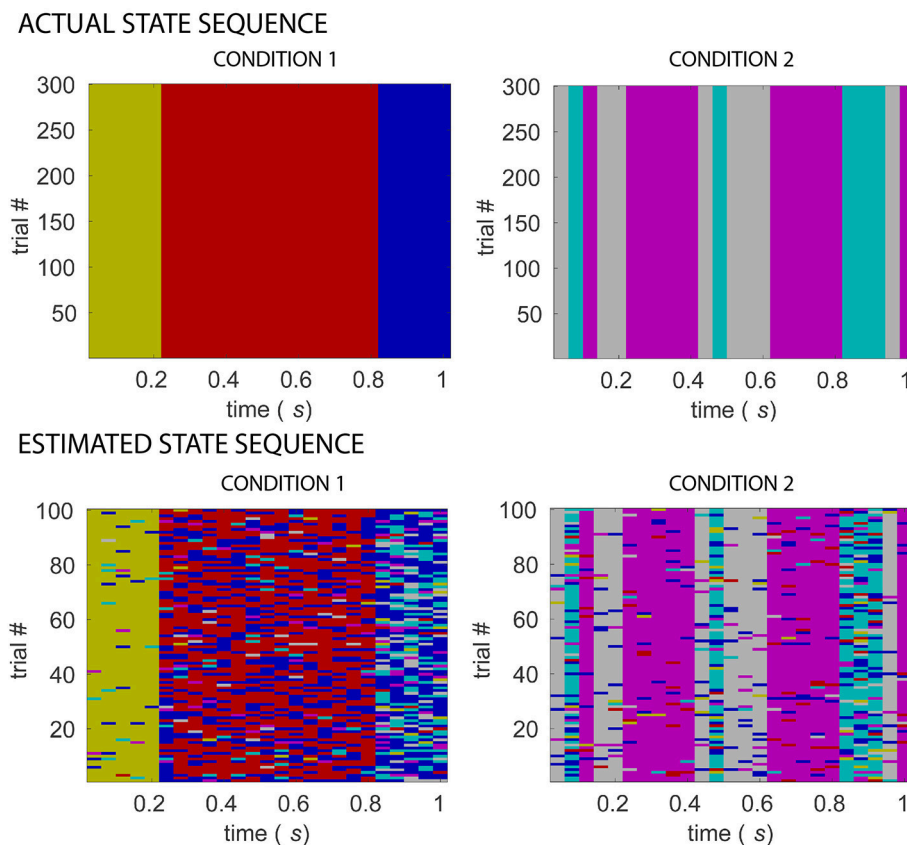 ACTUAL STATE SEQUENCE
CONDITION 1
CONDITION 2
300
250
200
150
100
50
trial #
0.2 0.4 0.6 0.8 1
time ( s)
300
250
200
150
100
50
trial #
0.2 0.4 0.6 0.8 1
time ( s)
ESTIMATED STATE SEQUENCE
CONDITION 1
CONDITION 2
100
80
60
40
20
trial #
0.2 0.4 0.6 0.8 1
time ( s)
100
80
60
40
20
trial #
0.2 0.4 0.6 0.8 1
time ( s)